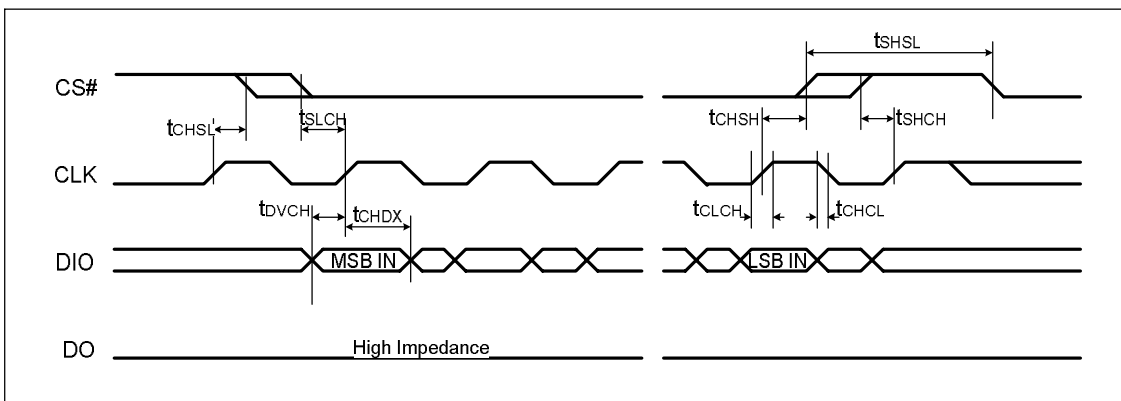 tSHSL
CS#
tCHSL
tSLCH
tCHSH
tSHCH
CLK
tDVCH
tCHDX
tCLCH
tCHCL
DIO
MSB IN
LSB IN
DO
High Impedance